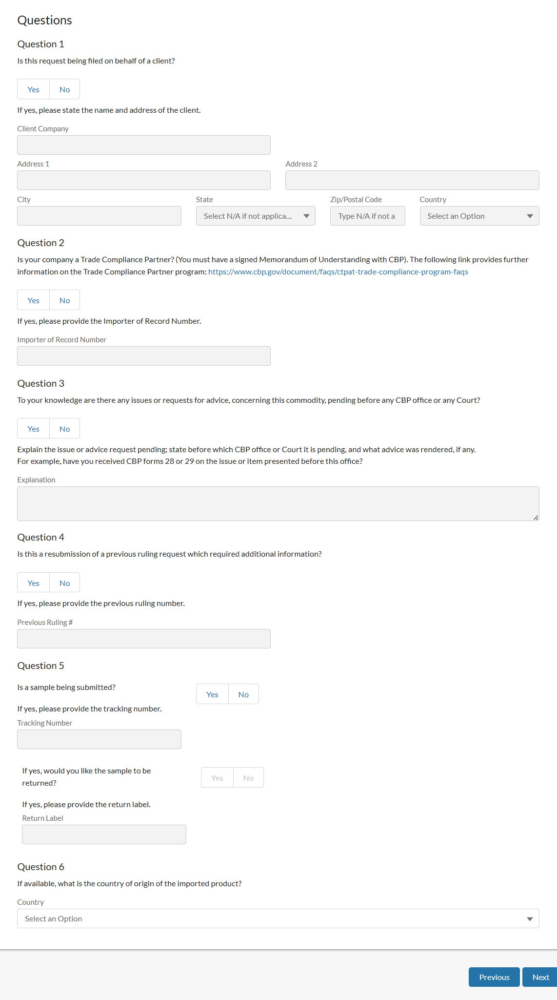 Questions
Question 1
Is this request being filed on behalf of a client?
Yes No
If yes, please state the name and address of the client.
Client Company
Address 1 Address 2
City State Zip/Postal Code Country
Select N/A if not applica... Type N/A if not a Select an Option
Question 2
Is your company a Trade Compliance Partner? (You must have a signed Memorandum of Understanding with CBP). The following link provides further
information on the Trade Compliance Partner program: https://www.cbp.gov/document/faqs/ctpat-trade-compliance-program-faqs
Yes No
If yes, please provide the Importer of Record Number.
Importer of Record Number
Question 3
To your knowledge are there any issues or requests for advice, concerning this commodity, pending before any CBP office or any Court?
Yes No
Explain the issue or advice request pending; state before which CBP office or Court it is pending, and what advice was rendered, if any.
For example, have you received CBP forms 28 or 29 on the issue or item presented before this office?
Explanation
Question 4
Is this a resubmission of a previous ruling request which required additional information?
Yes No
If yes, please provide the previous ruling number.
Previous Ruling #
Question 5
Is a sample being submitted?
Yes No
If yes, please provide the tracking number.
Tracking Number
If yes, would you like the sample to be
returned?
Yes No
If yes, please provide the return label.
Return Label
Question 6
If available, what is the country of origin of the imported product?
Country
Select an Option
Previous Next